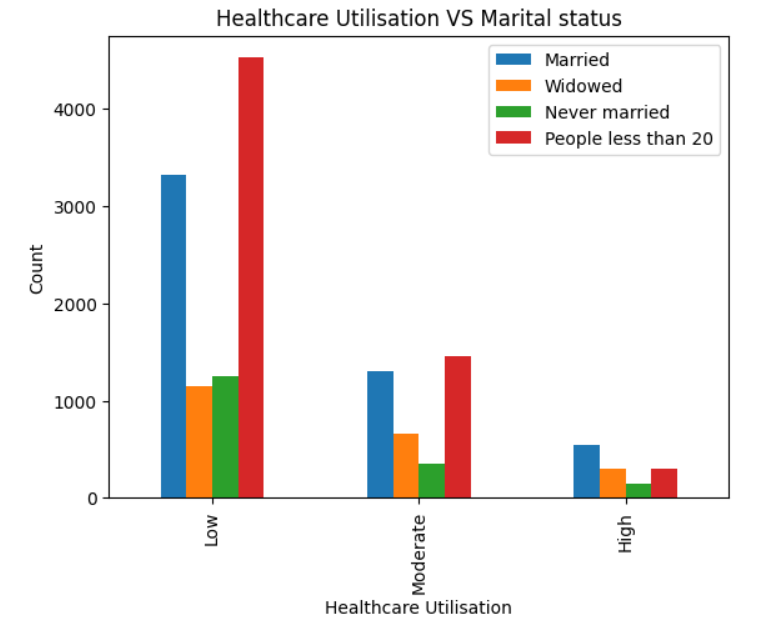 Healthcare Utilisation VS Marital status
Married
Widowed
Never married
People less than 20
Count
4000
3000
2000
1000
0
Low
Moderate
High
Healthcare Utilisation